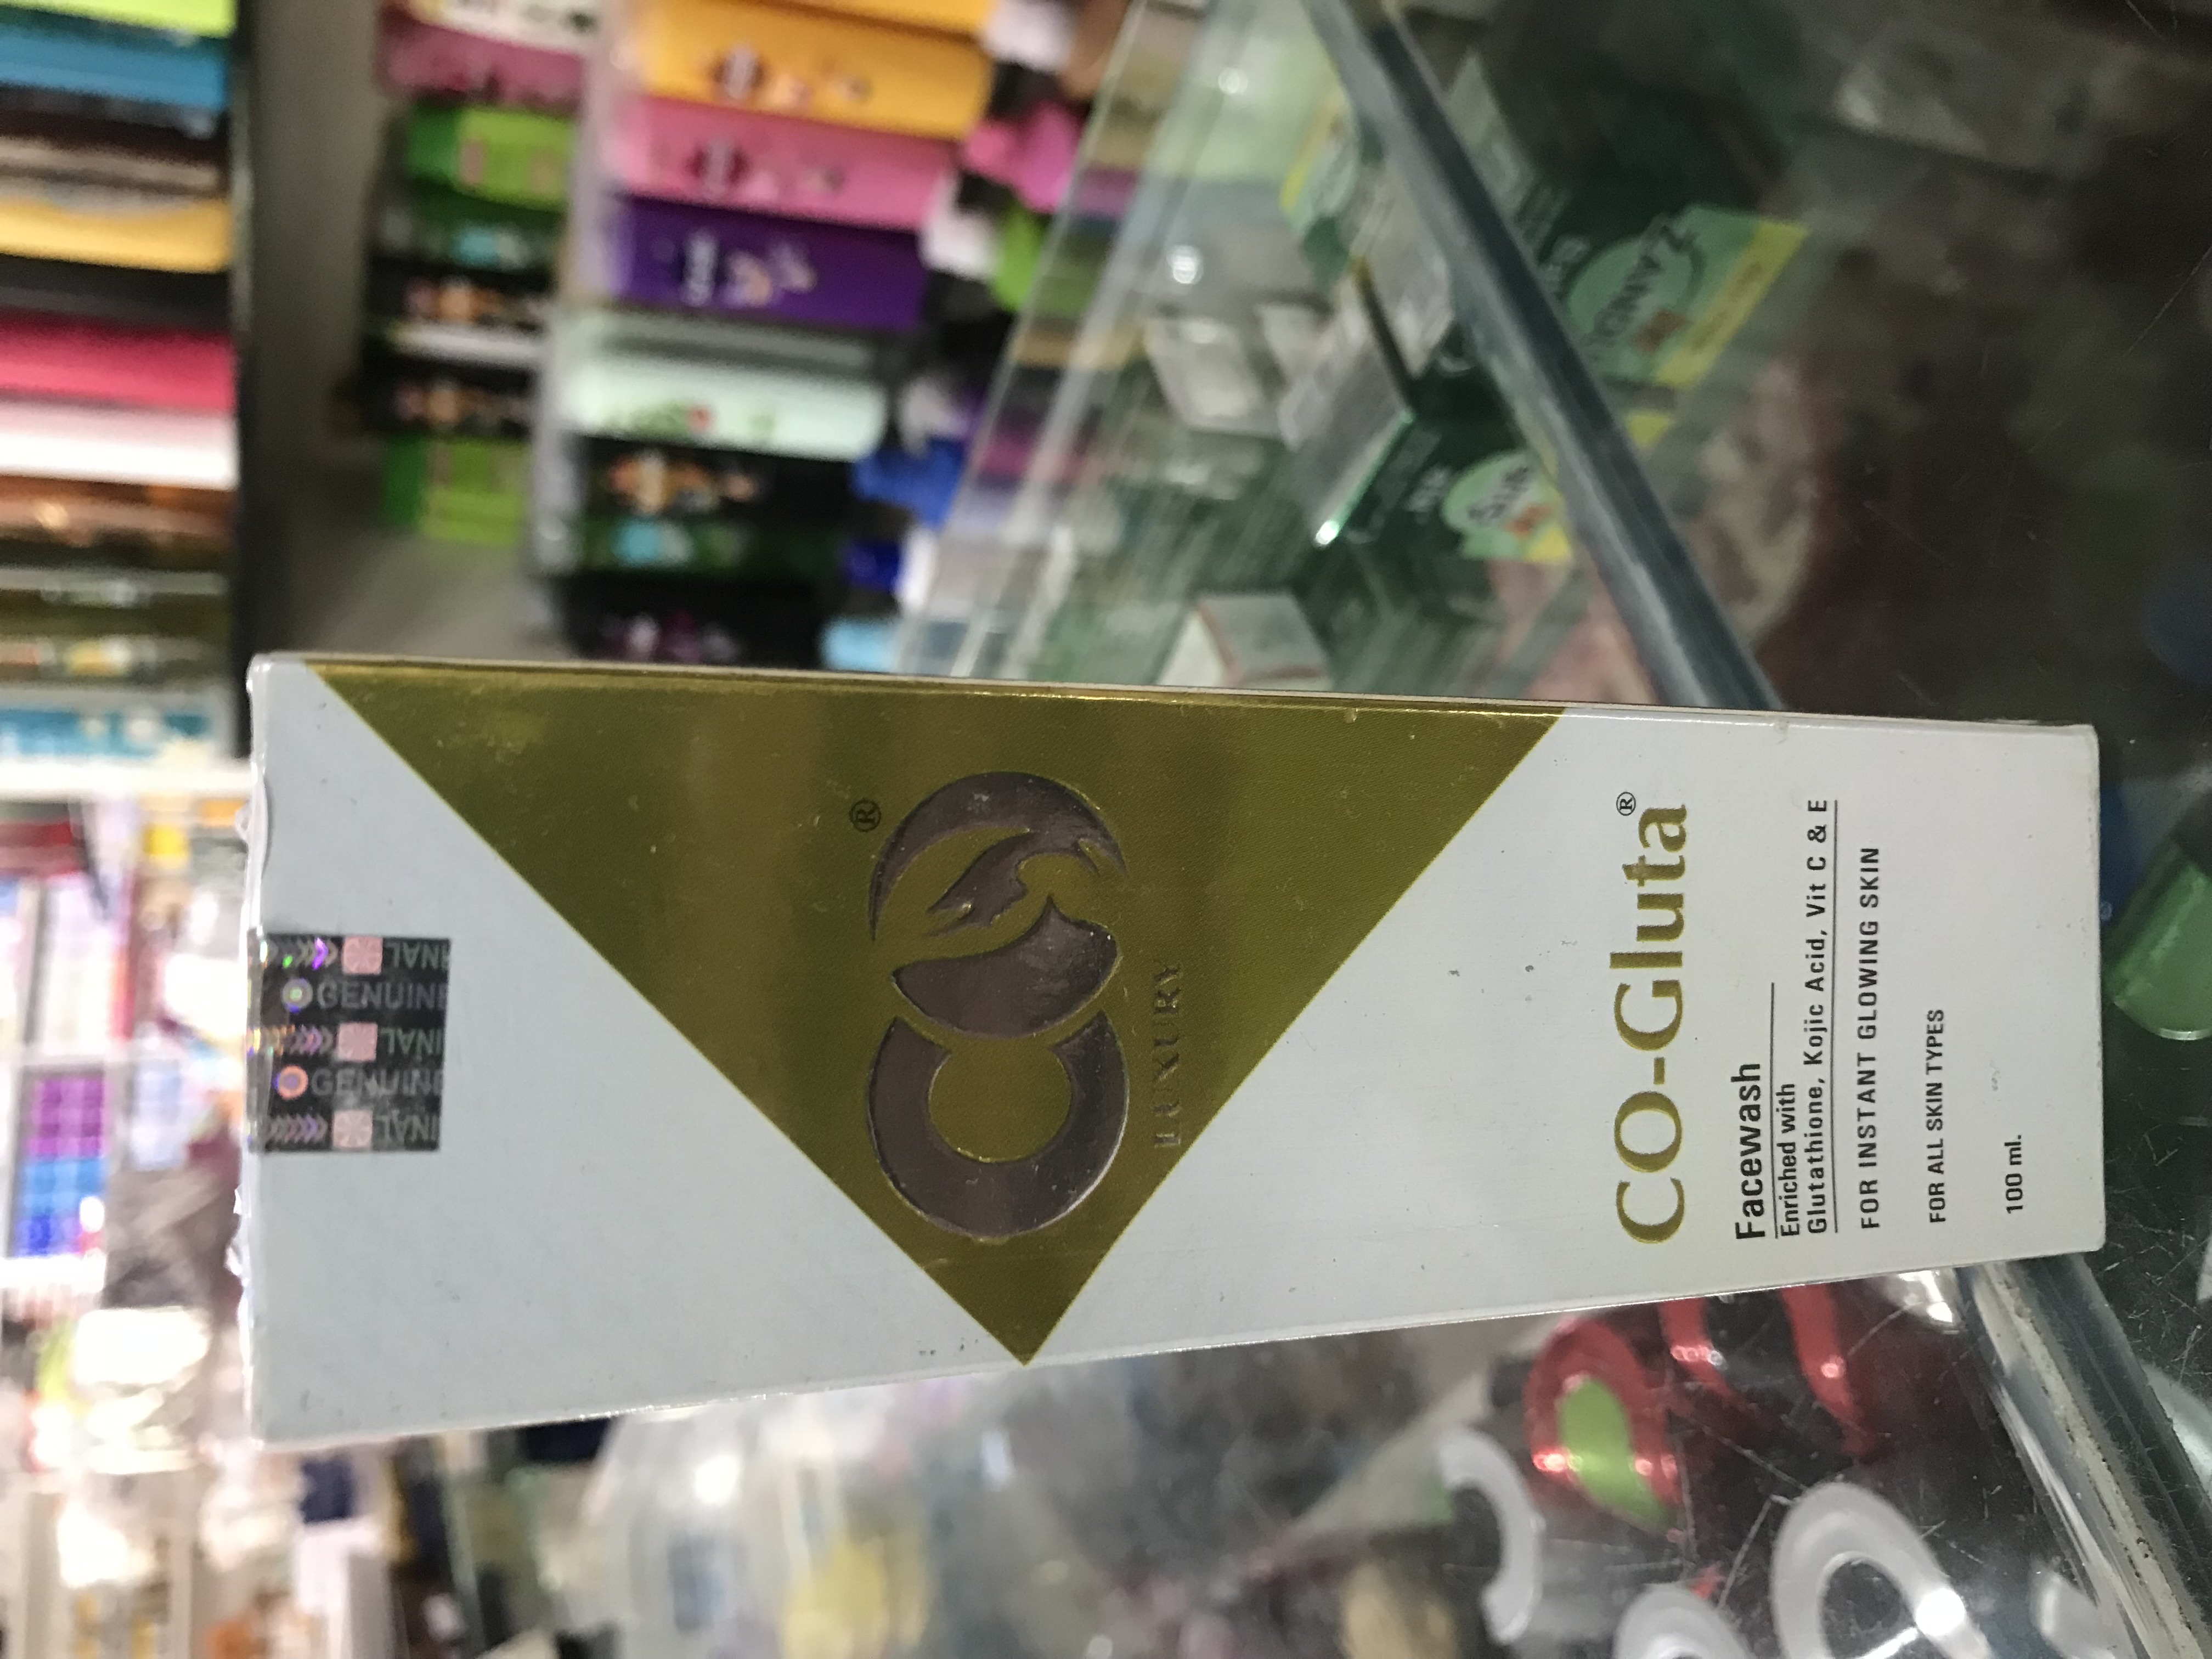 GENUINE
GENUINE
®
CO
LUXURY
CO-Gluta®
Facewash
Enriched with
Glutathione, Kojic Acid, Vit C & E
FOR INSTANT GLOWING SKIN
FOR ALL SKIN TYPES
100 ml.